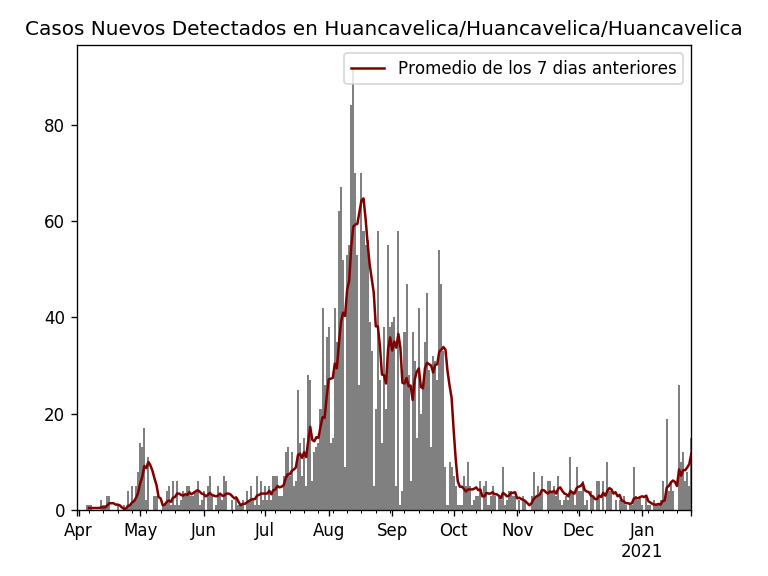 Casos Nuevos Detectados en Huancavelica/Huancavelica/Huancavelica
Promedio de los 7 dias anteriores
80
60
40
20
0
Apr May Jun Jul Aug Sep Oct Nov Dec Jan
2021